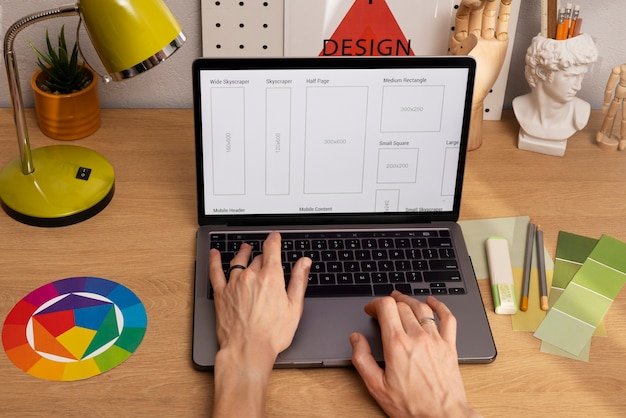 DESIGN
Wide Skyscraper
Skyscraper
Half Page
Medium Rectangle
160x600
120x600
300x600
300x250
Small Square
200x200
Mobile Header
Mobile Content
Small Skyscraper